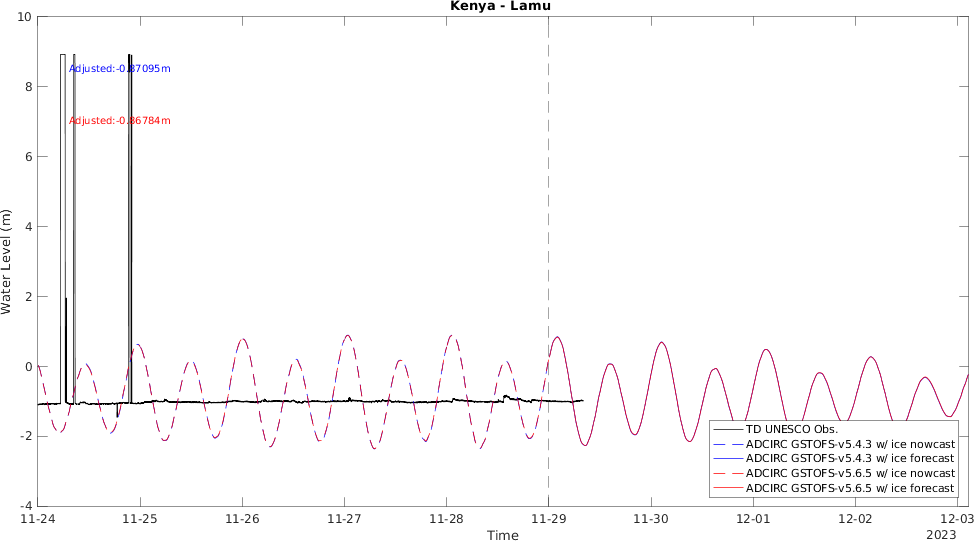 Kenya - Lamu
10
8
6
4
2
0
-2
-4
Water Level (m)
Adjusted:-0.87095m
Adjusted:-0.86784m
TD UNESCO Obs.
ADCIRC GSTOFS-v5.4.3 w/ ice nowcast
ADCIRC GSTOFS-v5.4.3 w/ ice forecast
ADCIRC GSTOFS-v5.6.5 w/ ice nowcast
ADCIRC GSTOFS-v5.6.5 w/ ice forecast
11-24 11-25 11-26 11-27 11-28 11-29 11-30 12-01 12-02 12-03
Time
2023